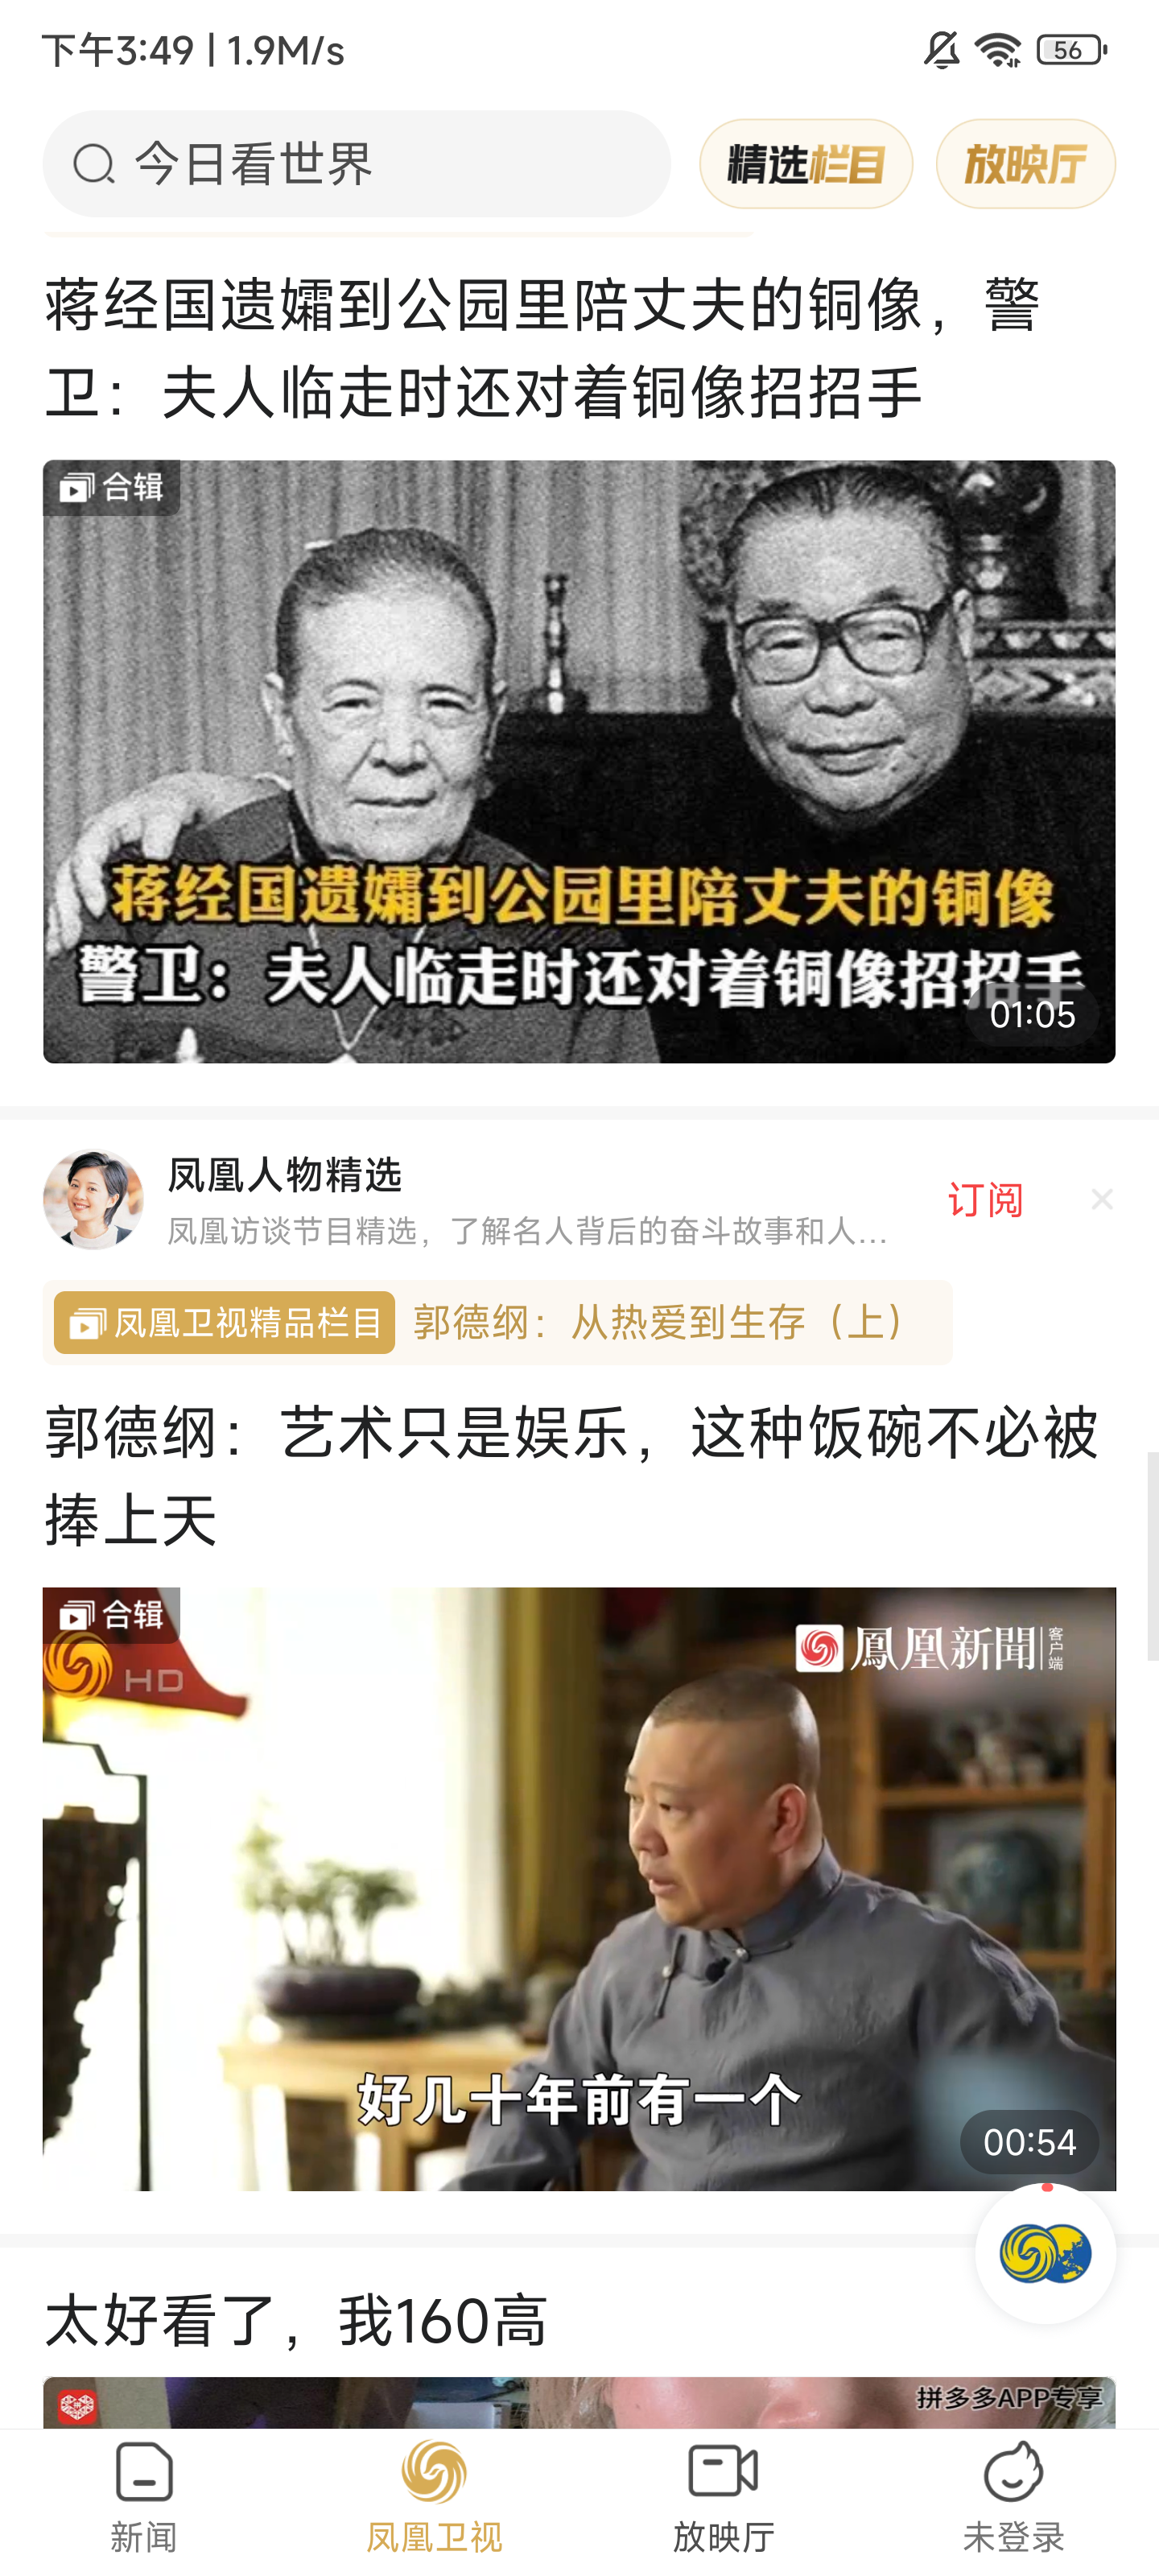 下午3:49 | 1.9M/s
56
今日看世界
精选栏目
放映厅
蒋经国遗孀到公园里陪丈夫的铜像，警
卫：夫人临走时还对着铜像招招手
合辑
蒋经国遗孀到公园里陪丈夫的铜像
警卫：夫人临走时还对着铜像招招手
01:05
凤凰人物精选
凤凰访谈节目精选，了解名人背后的奋斗故事和人...
订阅
凤凰卫视精品栏目 郭德纲：从热爱到生存（上）
郭德纲：艺术只是娱乐，这种饭碗不必被
捧上天
合辑
HD
鳳凰新聞|客户端
好几十年前有一个
00:54
太好看了，我160高
拼多多APP专享
新闻
凤凰卫视
放映厅
未登录